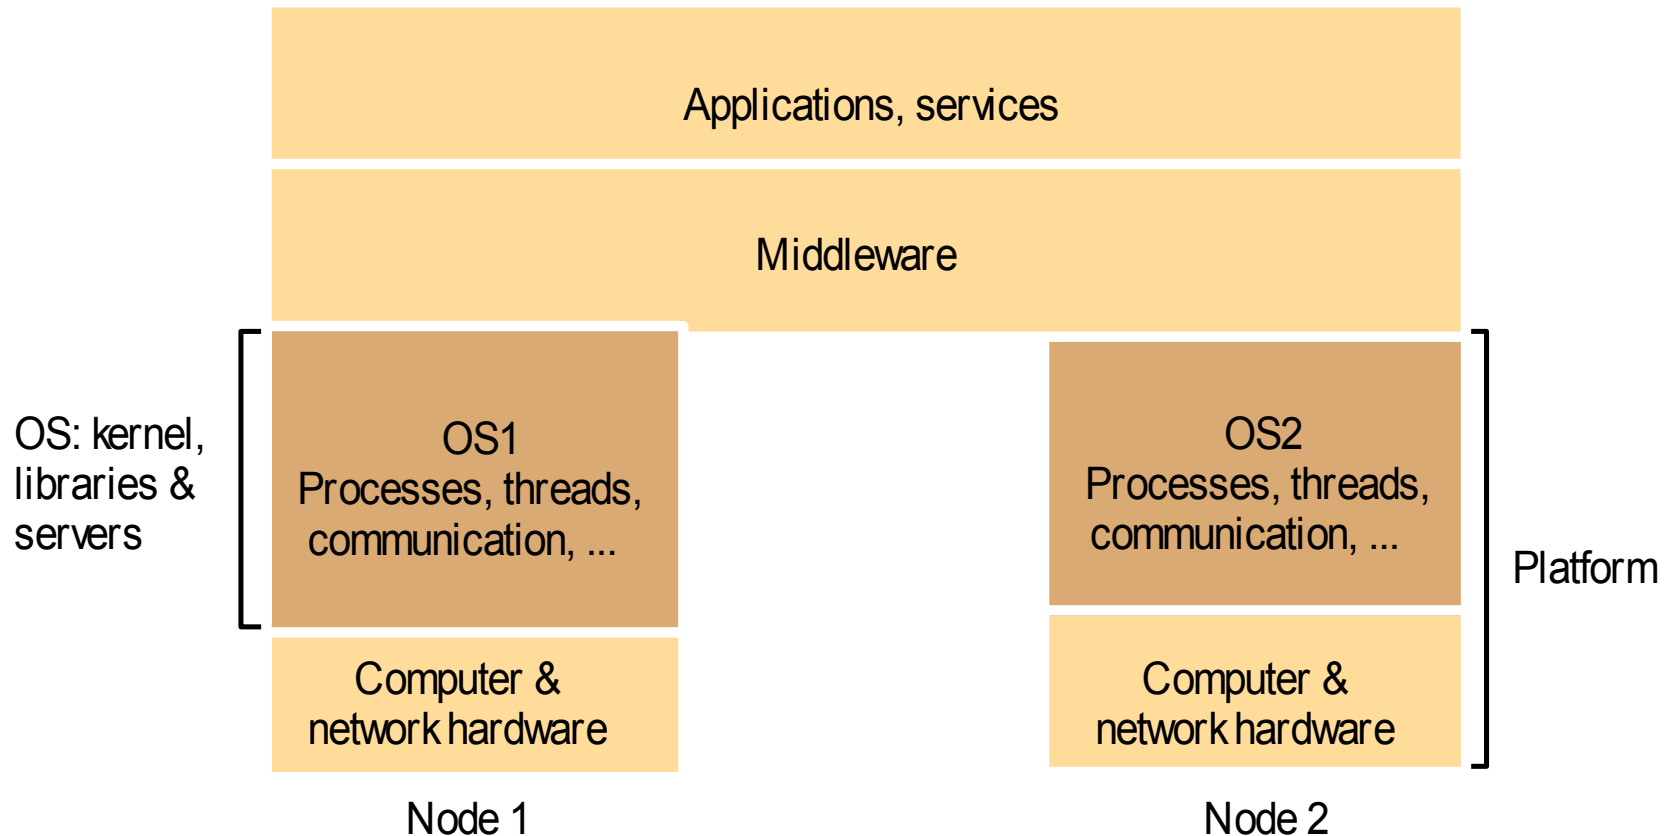 Applications, services
Middleware
OS: kernel,
libraries &
servers
OS1
Processes, threads,
communication, ...
OS2
Processes, threads,
communication, ...
Platform
Computer &
network hardware
Computer &
network hardware
Node 1
Node 2